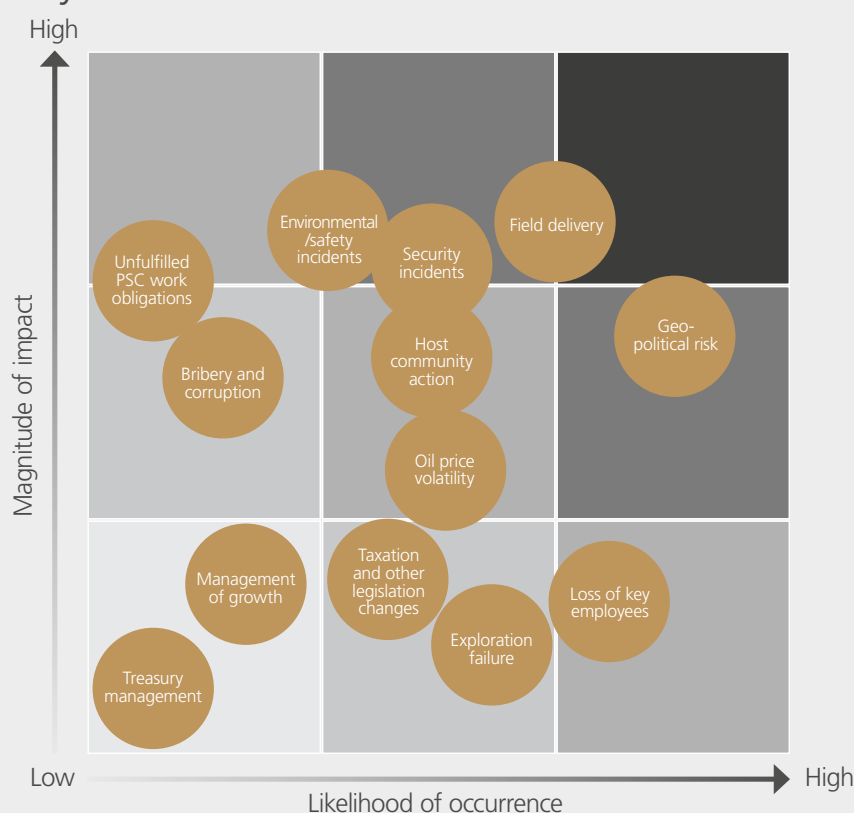 High
Environmental
/safety
incidents
Field delivery
Security
incidents
Unfulfilled
PSC work
obligations
Geo-
political risk
Host
community
action
Bribery and
corruption
Oil price
volatility
Magnitude of impact
Taxation
and other
legislation
changes
Management
of growth
Loss of key
employees
Exploration
failure
Treasury
management
Low
High
Likelihood of occurrence